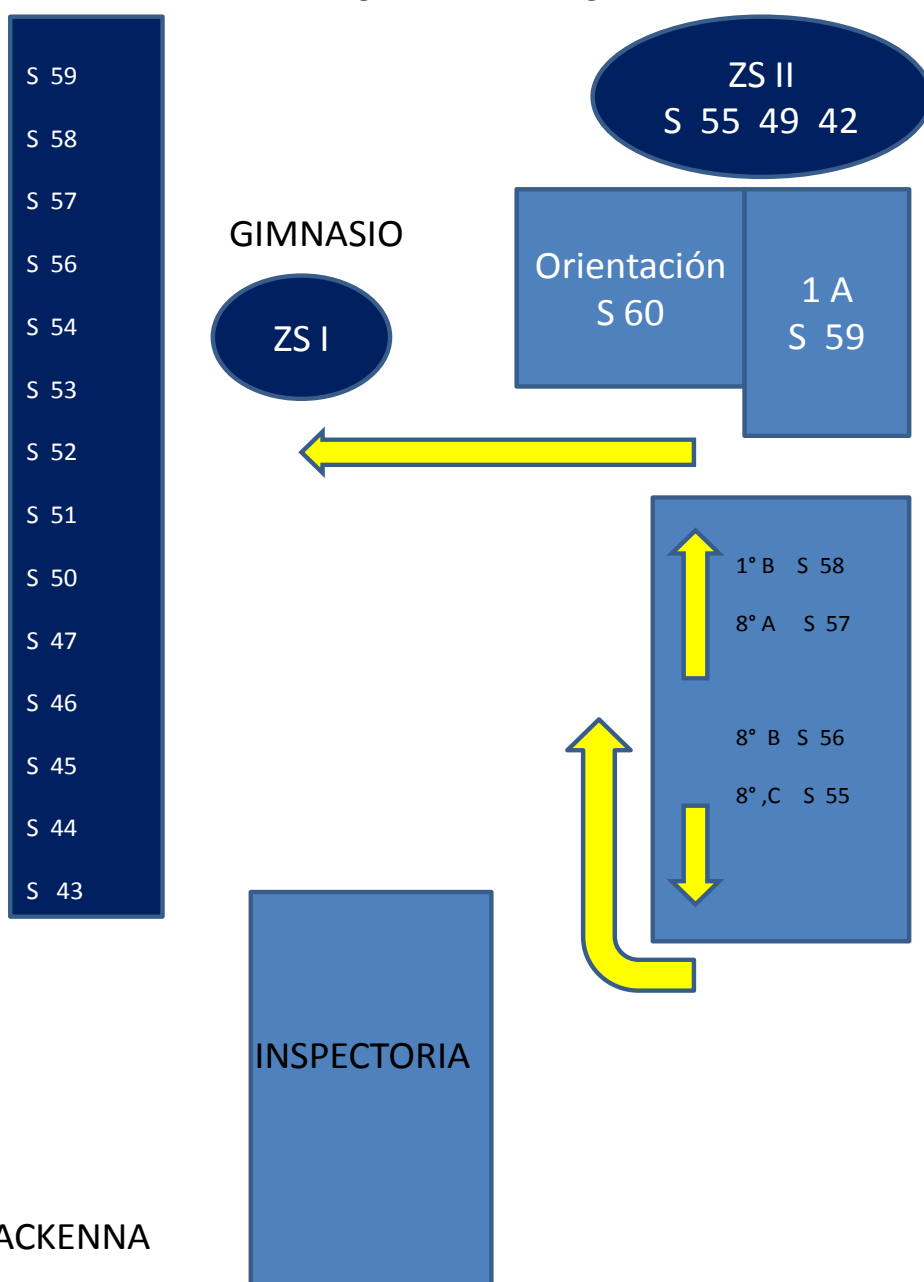 S 59
S 58
S 57
S 56
S 54
S 53
S 52
S 51
S 50
S 47
S 46
S 45
S 44
S 43
GIMNASIO
ZS I
ZS II
S 55 49 42
Orientación
S 60
1 A
S 59
1° B S 58
8° A S 57
8° B S 56
8° ,C S 55
INSPECTORIA
ACKENNA